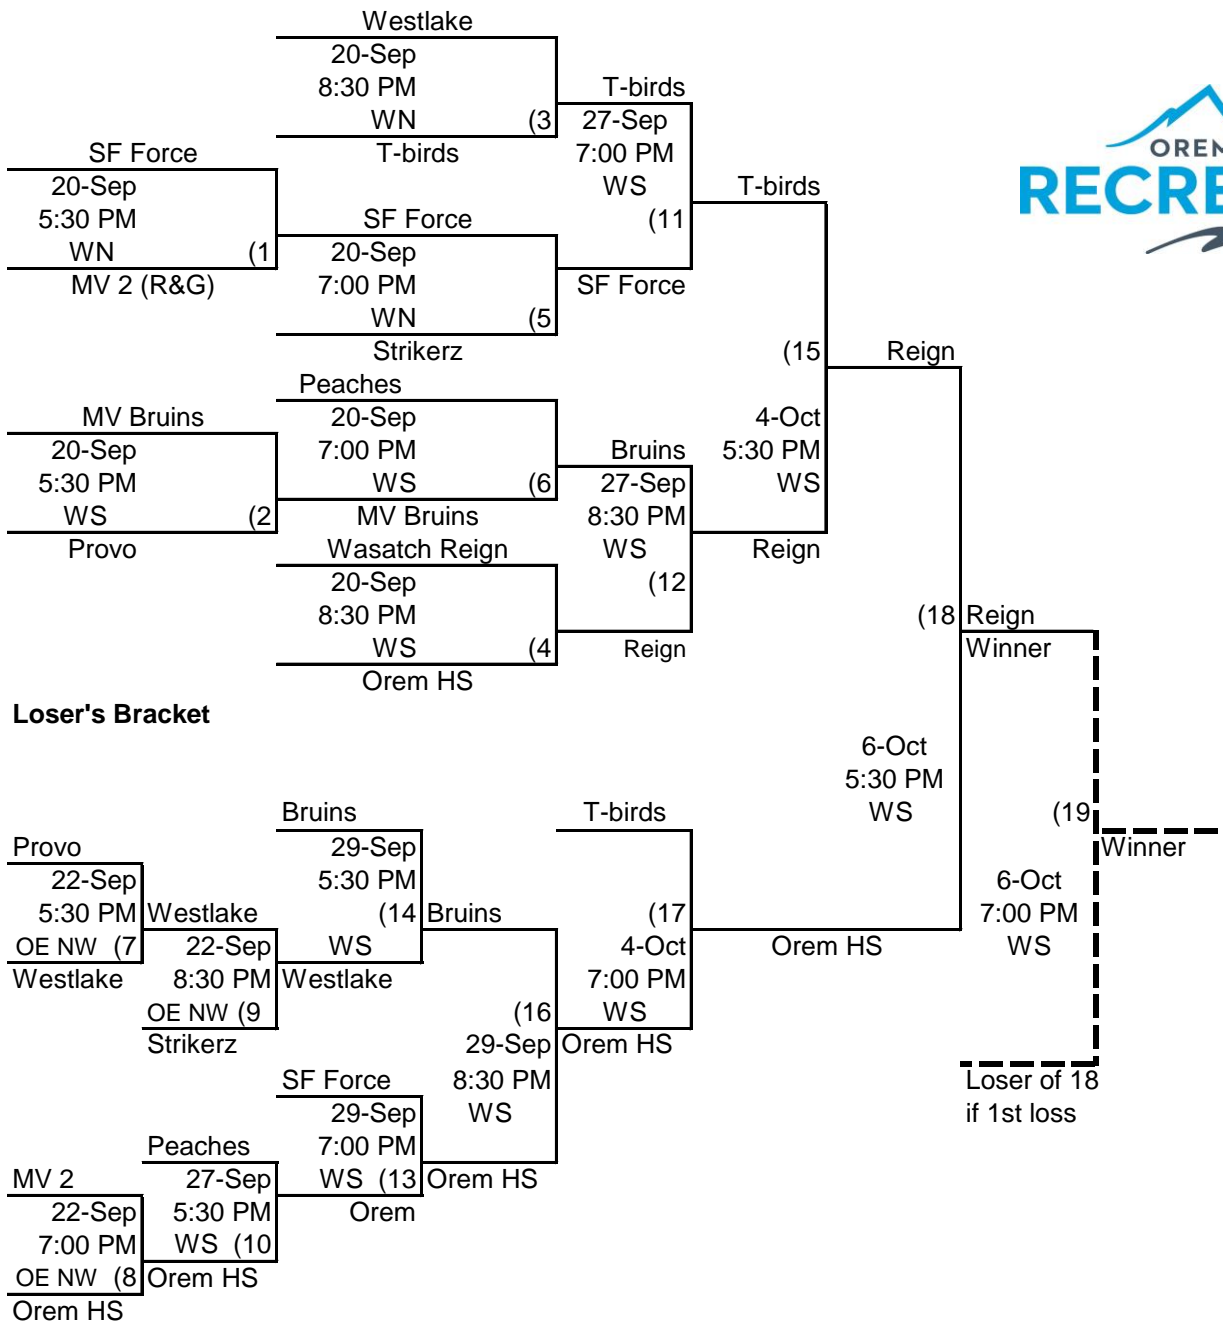 Westlake
20-Sep
8:30 PM
WN (3
T-birds
T-birds
27-Sep
7:00 PM
WS
(11
SF Force
SF Force
20-Sep
5:30 PM
WN (1
MV 2 (R&G)
SF Force
20-Sep
7:00 PM
WN (5
Strikerz
T-birds
OREM
RECRE
(15
4-Oct
5:30 PM
WS
Reign
Peaches
20-Sep
7:00 PM
WS (6
MV Bruins
MV Bruins
20-Sep
5:30 PM
WS (2
Provo
Bruins
27-Sep
8:30 PM
WS
(12
Reign
Reign
Wasatch Reign
20-Sep
8:30 PM
WS (4
Orem HS
(18 Reign
Winner
6-Oct
5:30 PM
WS
Loser's Bracket
Bruins
29-Sep
5:30 PM
(14 Bruins
WS
Westlake
Provo
22-Sep
5:30 PM
OE NW (7
Westlake
Westlake
22-Sep
8:30 PM
OE NW (9
Strikerz
T-birds
(17
4-Oct
7:00 PM
WS
Orem HS
Orem HS
(16
29-Sep
8:30 PM
WS
SF Force
29-Sep
7:00 PM
WS (13 Orem HS
Orem
Peaches
27-Sep
5:30 PM
WS (10
Orem HS
MV 2
22-Sep
7:00 PM
OE NW (8
Orem HS
(19
Winner
6-Oct
7:00 PM
WS
Loser of 18
if 1st loss